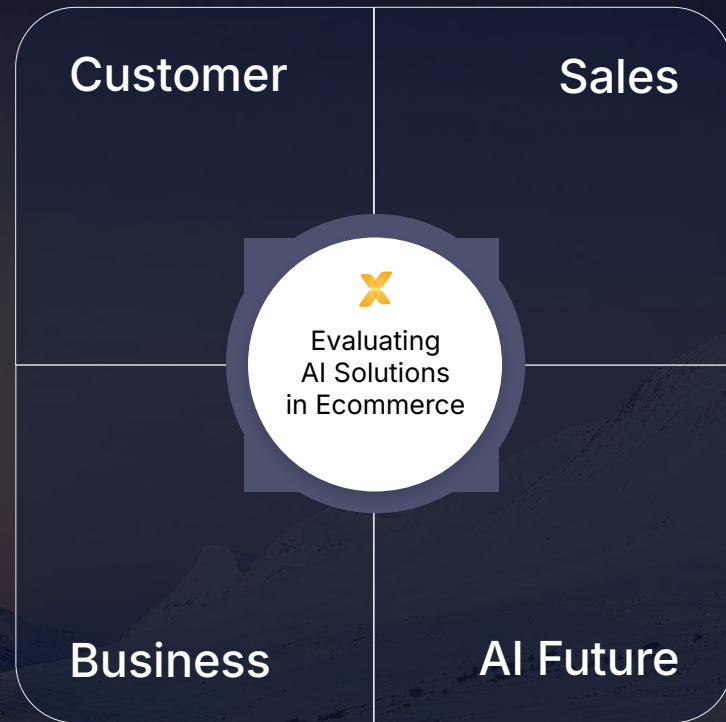 Customer
Sales
Evaluating
AI Solutions
in Ecommerce
Business
AI Future